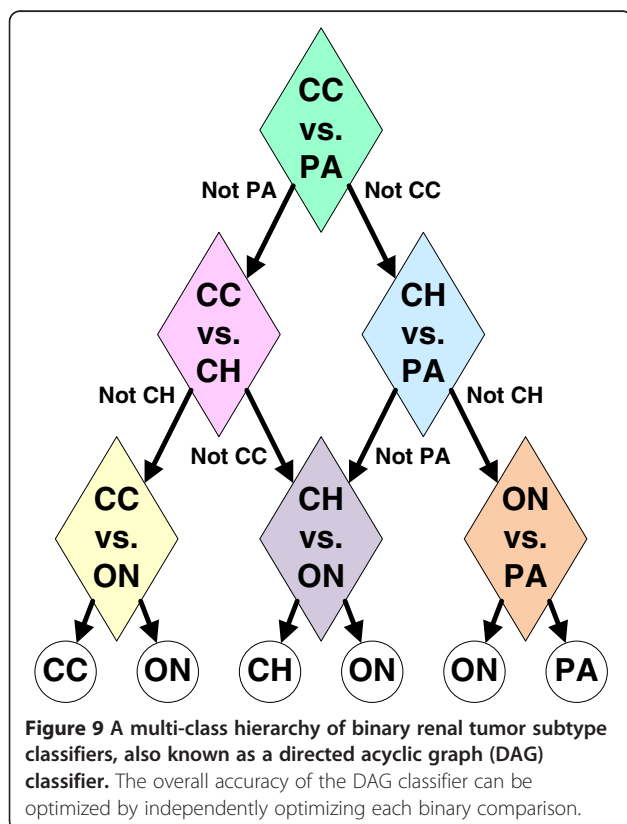 CC
vs.
PA
Not PA
Not CC
CC
vs.
CH
CH
vs.
PA
Not CH
Not CC
Not PA
Not CH
CC
vs.
ON
CH
vs.
ON
ON
vs.
PA
CC
ON
CH
ON
ON
PA
Figure 9 A multi-class hierarchy of binary renal tumor subtype
classifiers, also known as a directed acyclic graph (DAG)
classifier. The overall accuracy of the DAG classifier can be
optimized by independently optimizing each binary comparison.